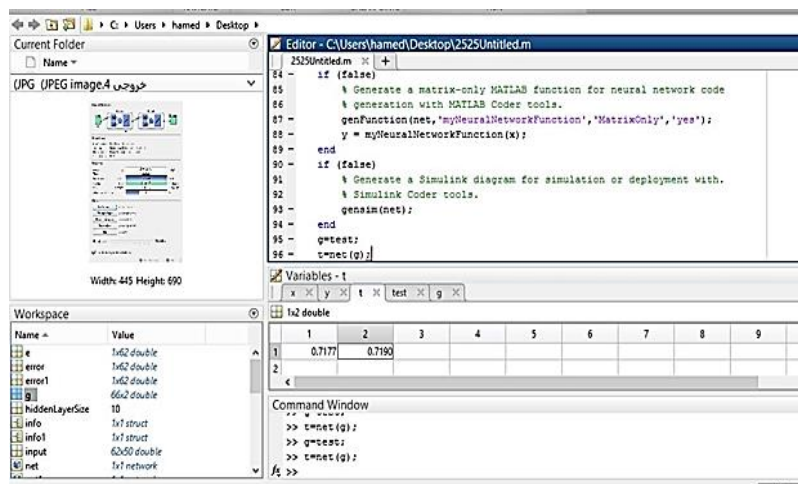 C: Users hamed Desktop
Current Folder
Name
خروجی 4.JPG (JPEG image)
Width: 445 Height: 690
Workspace
Name Value
e 1x62 double
error 1x62 double
error1 1x62 double
g 66x2 double
hiddenLayerSize 10
info 1x1 struct
info1 1x1 struct
input 62x50 double
net 1x1 network
Editor - C:\Users\hamed\Desktop\2525Untitled.m
2525Untitled.m × +
84 - if (false)
85 % Generate a matrix-only MATLAB function for neural network code
86 % generation with MATLAB Coder tools.
87 - genFunction(net,'myNeuralNetworkFunction','MatrixOnly','yes');
88 - y = myNeuralNetworkFunction(x);
89 - end
90 - if (false)
91 % Generate a Simulink diagram for simulation or deployment with.
92 % Simulink Coder tools.
93 - gensim(net);
94 - end
95 - g=test;
96 - t=net(g);
Variables - t
x × y × t × test × g ×
1x2 double
1 2 3 4 5 6 7 8 9
1 0.7177 0.7190
2
Command Window
>> t=net(g);
>> g=test;
>> t=net(g);
fx >>